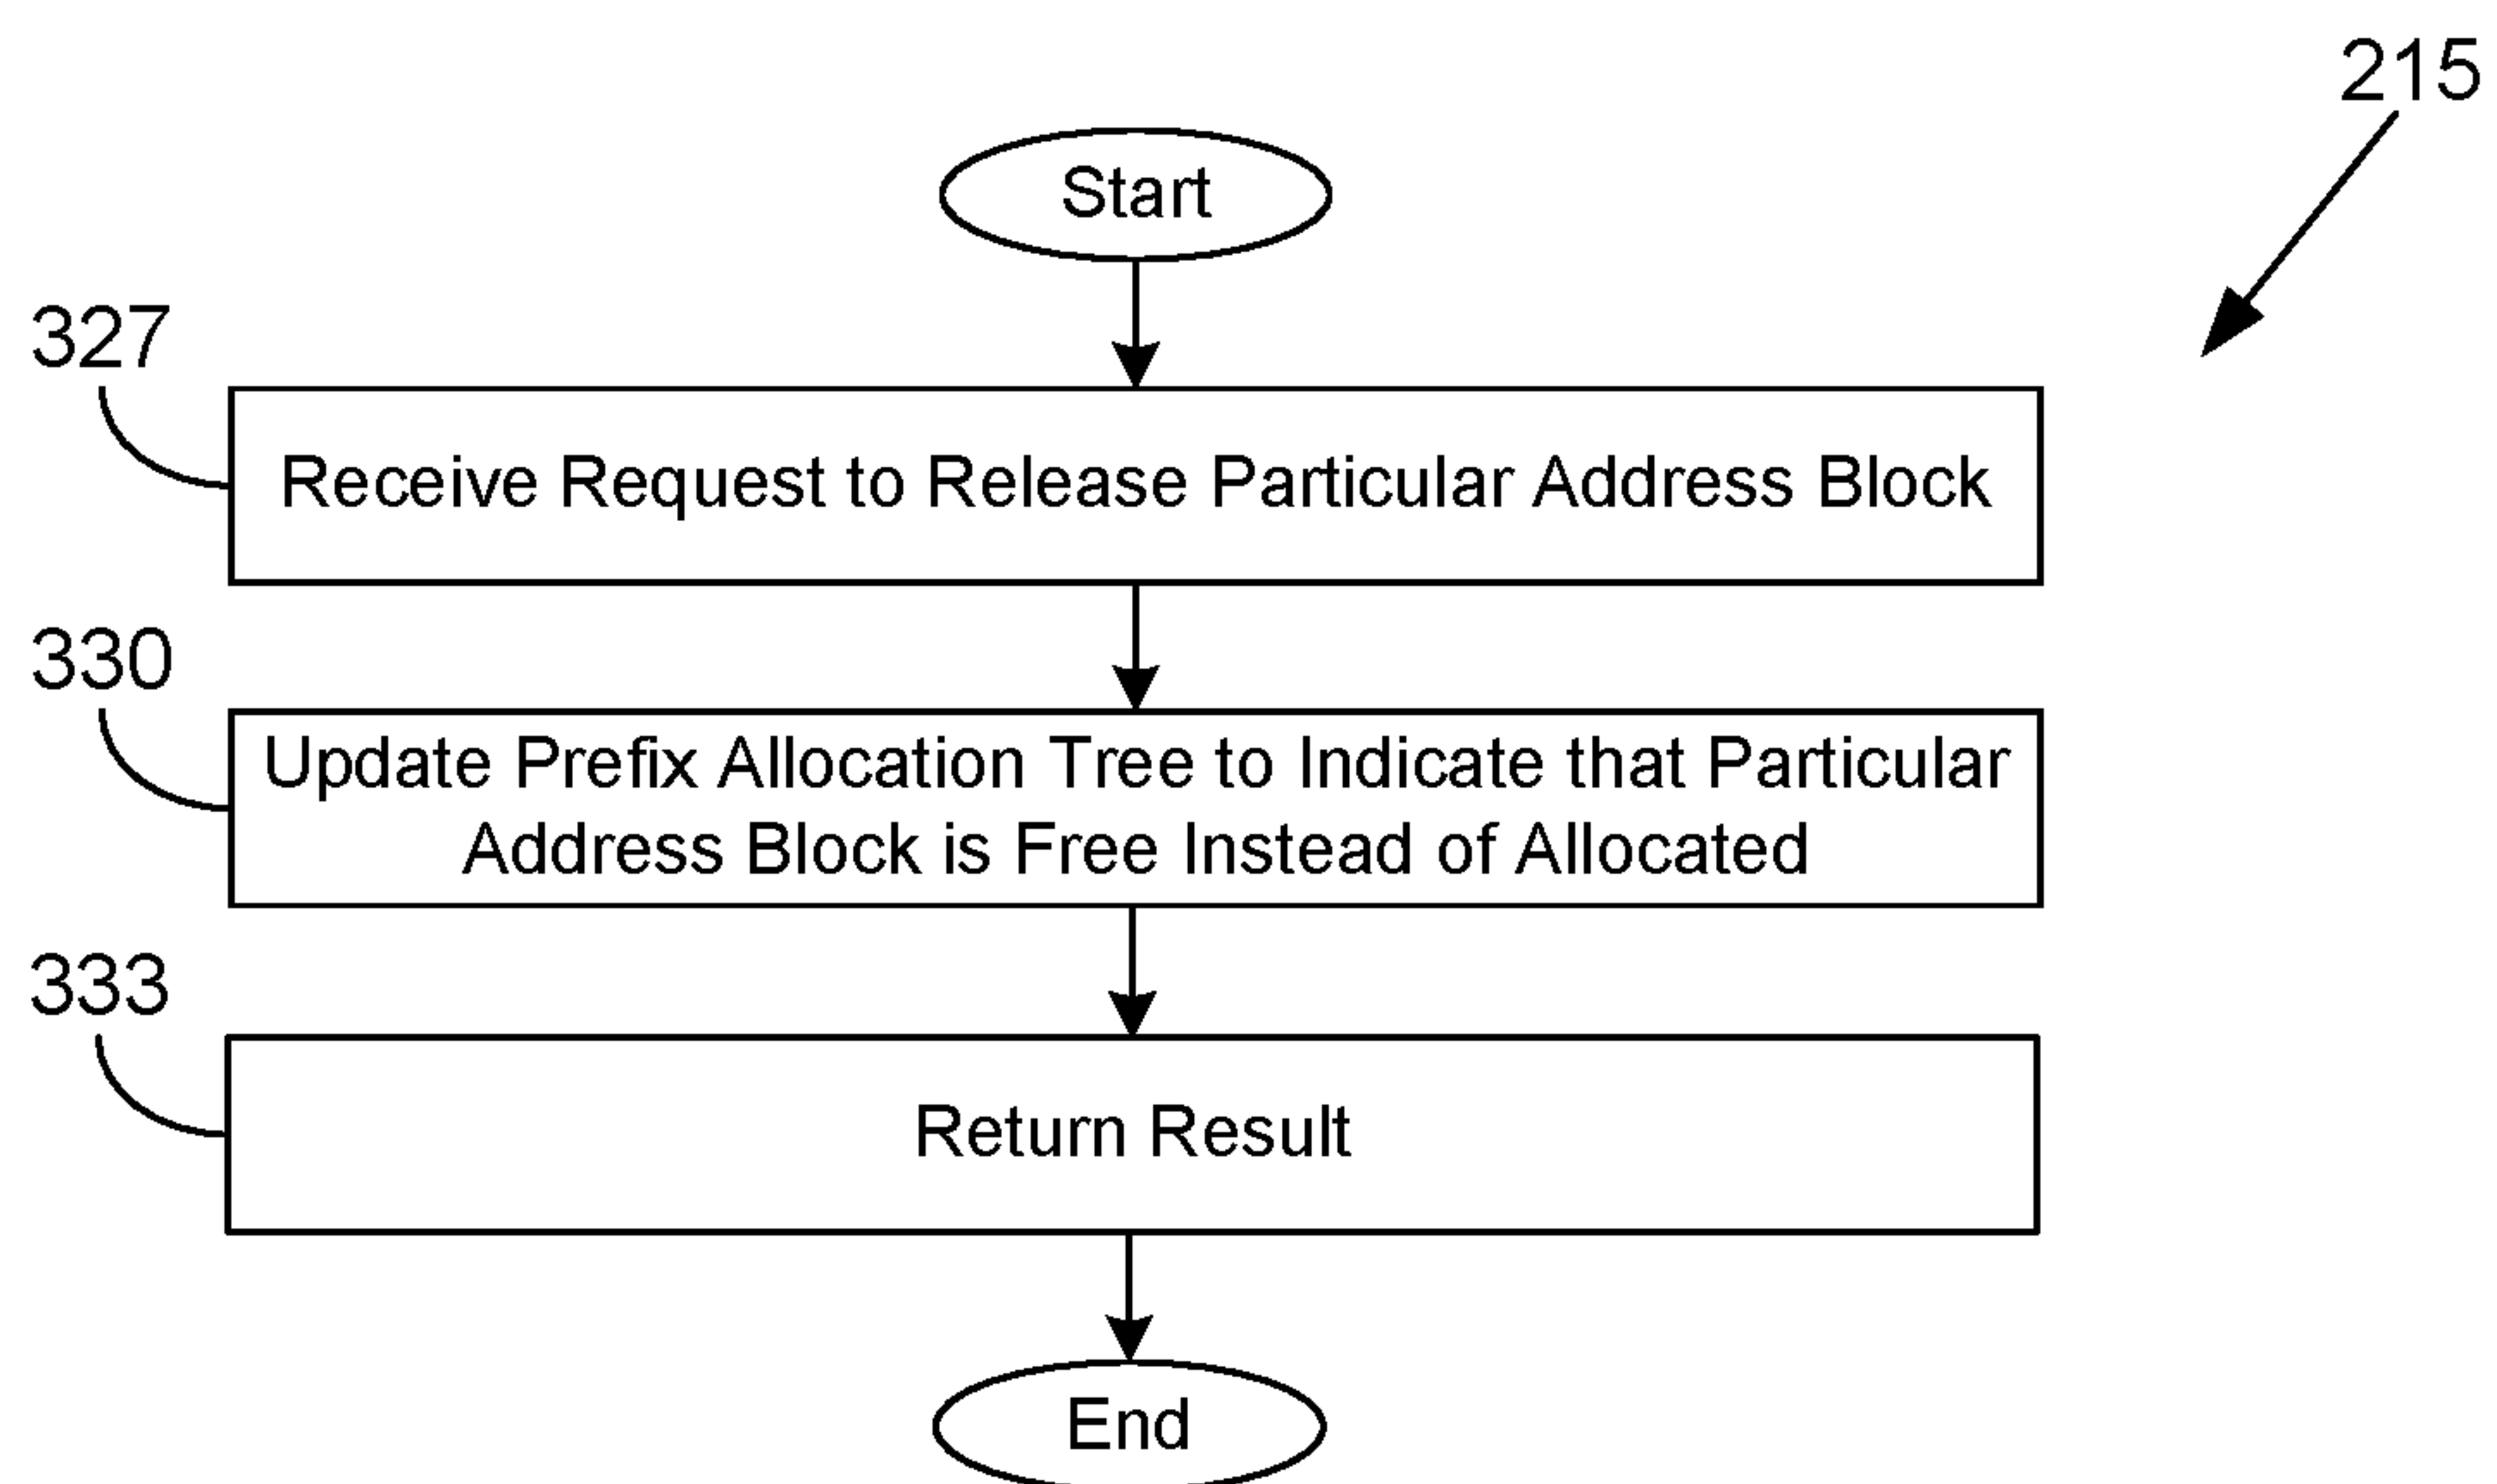 215
Start
327
Receive Request to Release Particular Address Block
330
Update Prefix Allocation Tree to Indicate that Particular
Address Block is Free Instead of Allocated
333
Return Result
End